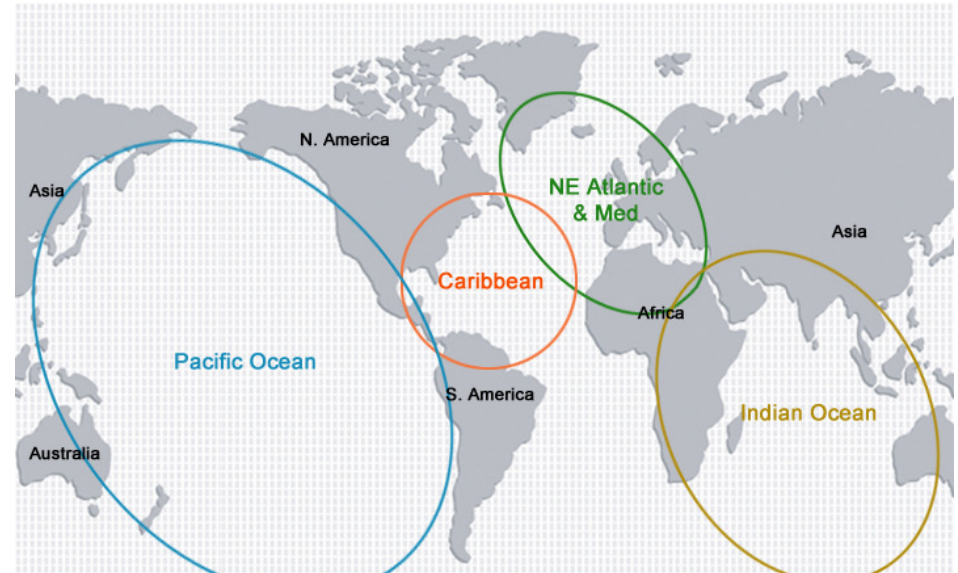 N. America
Asia
NE Atlantic
& Med
Asia
Caribbean
Africa
Pacific Ocean
S. America
Indian Ocean
Australia